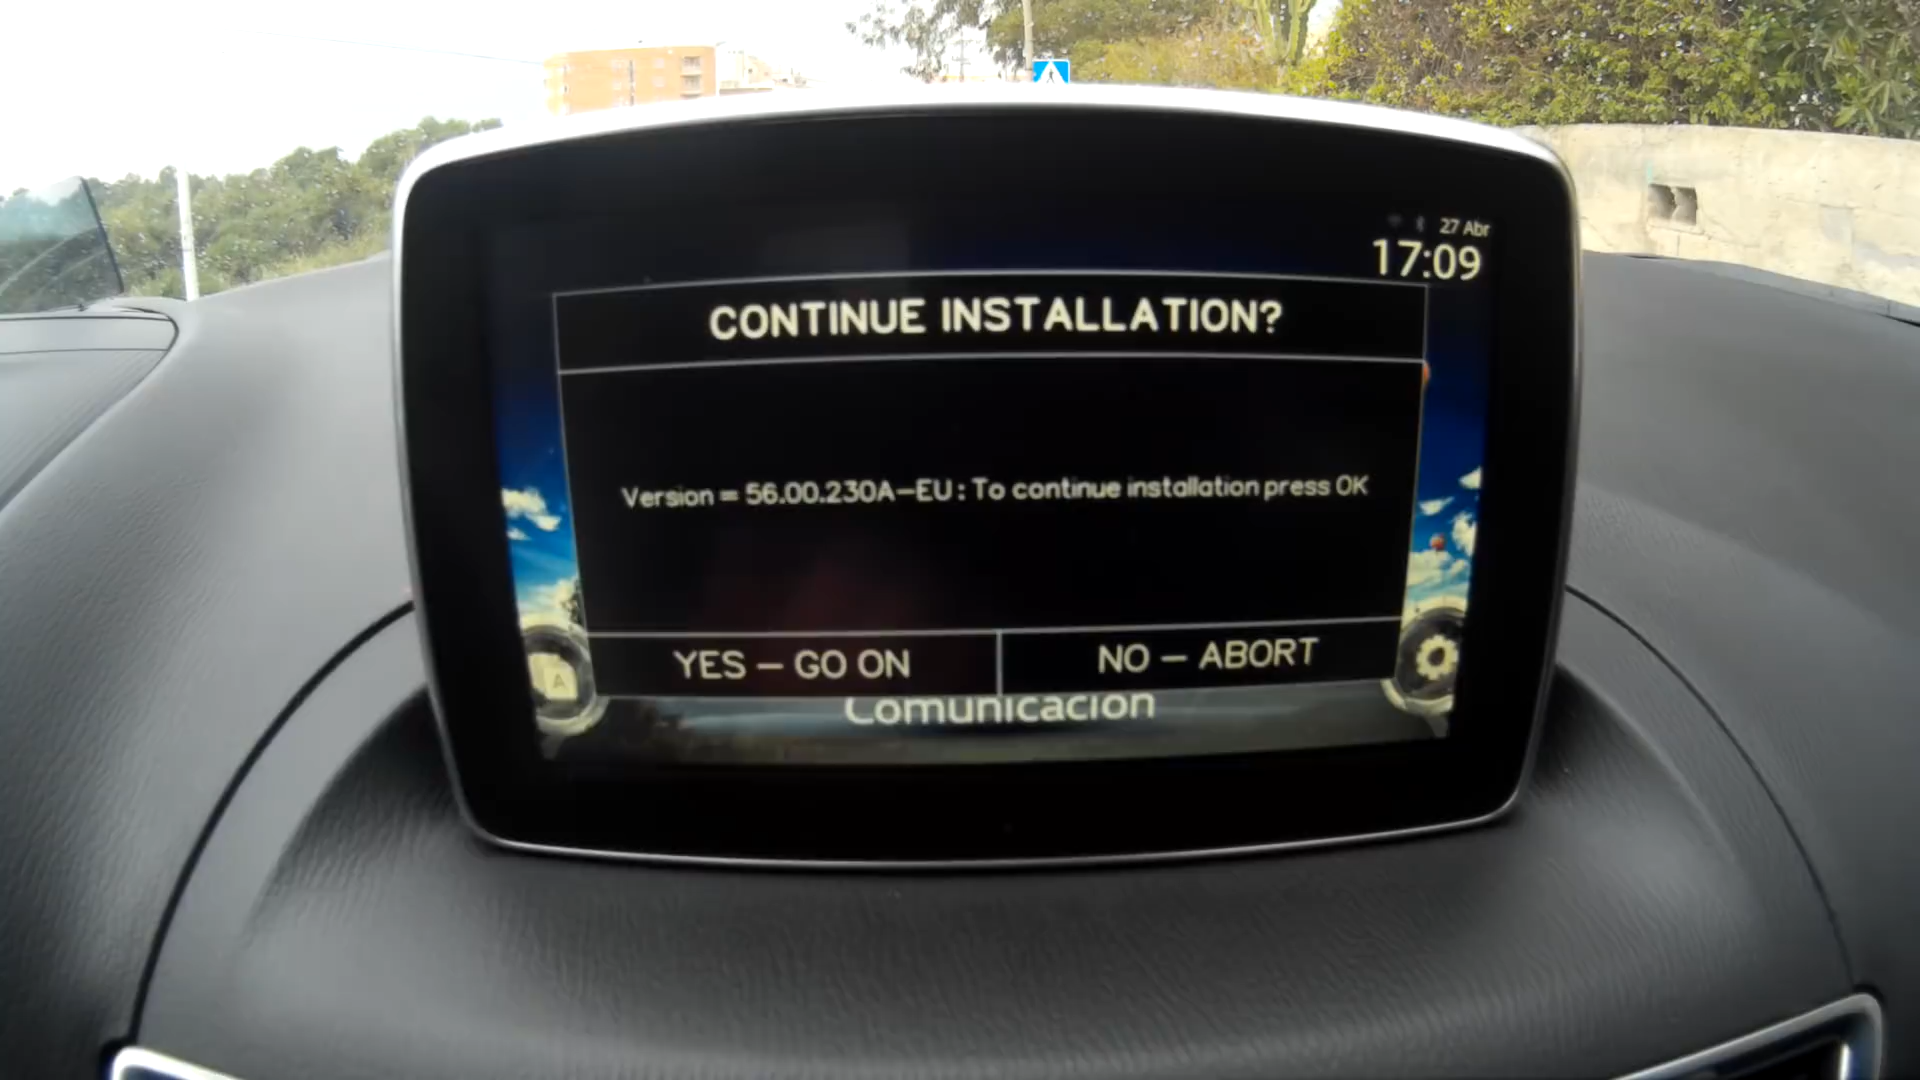 27 Abr
17:09
CONTINUE INSTALLATION?
Version = 56.00.230A-EU : To continue installation press OK
YES - GO ON
NO - ABORT
A
Comunicación